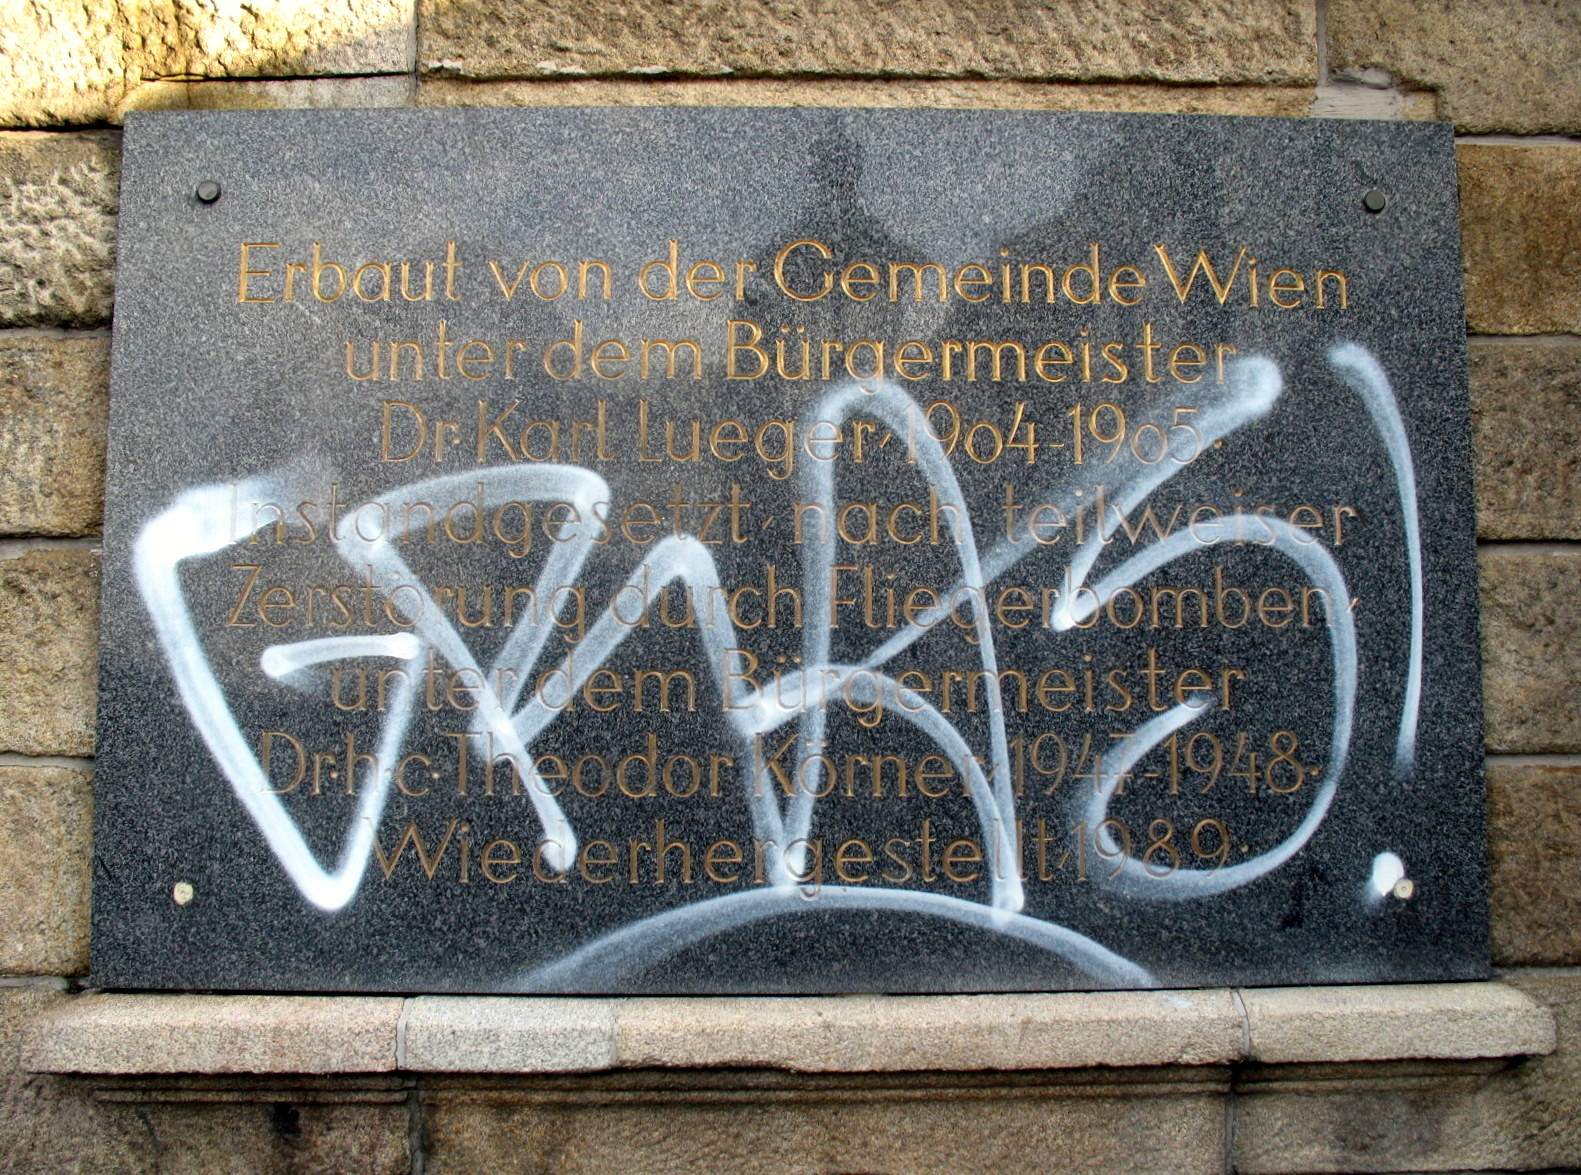 Erbaut von der Gemeinde Wien
unter dem Bürgermeister
Dr·Karl Lueger, 1904-1905·
Instandgesetzt, nach teilweiser
Zerstörung durch Fliegerbomben,
unter dem Bürgermeister
Dr·h·c·Theodor Körner, 1947-1948·
Wiederhergestellt, 1989·